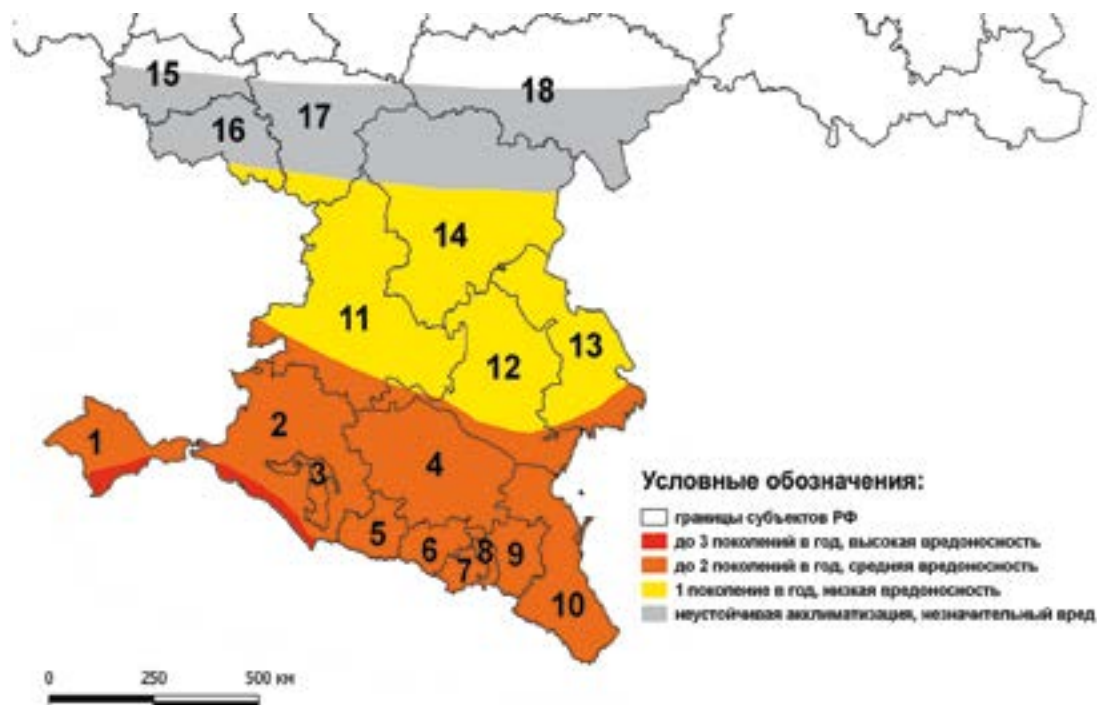 15
18
17
16
14
11
13
12
2
1
4
3
5
6
8
9
7
10
Условные обозначения:
границы субъектов РФ
до 3 поколений в год, высокая вредоносность
до 2 поколений в год, средняя вредоносность
1 поколение в год, низкая вредоносность
неустойчивая акклиматизация, незначительный вред
0 250 500 км